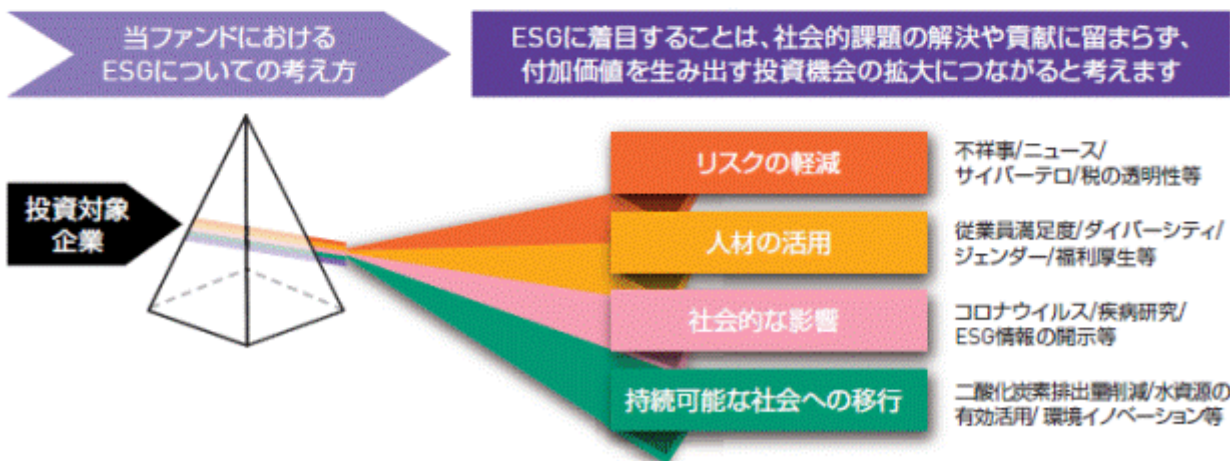 当ファンドにおける
ESGについての考え方
ESGに着目することは、社会的課題の解決や貢献に留まらず、
付加価値を生み出す投資機会の拡大につながると考えます
投資対象
企業
リスクの軽減
不祥事/ニュース/
サイバーテロ/税の透明性等
人材の活用
従業員満足度/ダイバーシティ/
ジェンダー/福利厚生等
社会的な影響
コロナウイルス/疾病研究/
ESG情報の開示等
持続可能な社会への移行
二酸化炭素排出量削減/水資源の
有効活用/環境イノベーション等